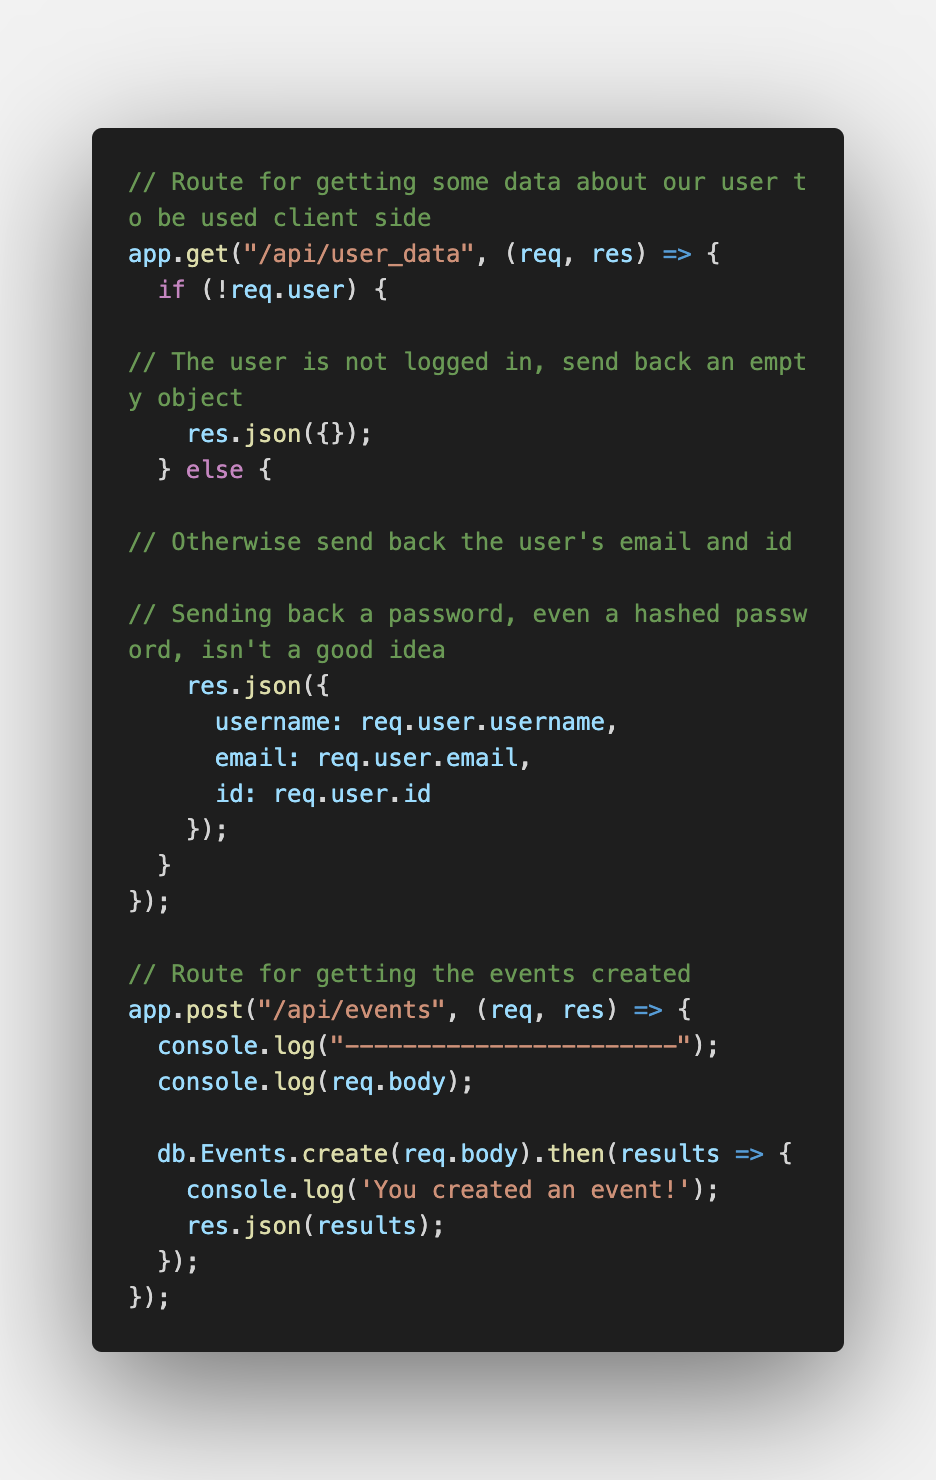 // Route for getting some data about our user t
o be used client side
app.get("/api/user_data", (req, res) => {
  if (!req.user) {

// The user is not logged in, send back an empt
y object
    res.json({});
  } else {

// Otherwise send back the user's email and id

// Sending back a password, even a hashed passw
ord, isn't a good idea
    res.json({
      username: req.user.username,
      email: req.user.email,
      id: req.user.id
    });
  }
});

// Route for getting the events created
app.post("/api/events", (req, res) => {
  console.log("-----------------------");
  console.log(req.body);

  db.Events.create(req.body).then(results => {
    console.log('You created an event!');
    res.json(results);
  });
});